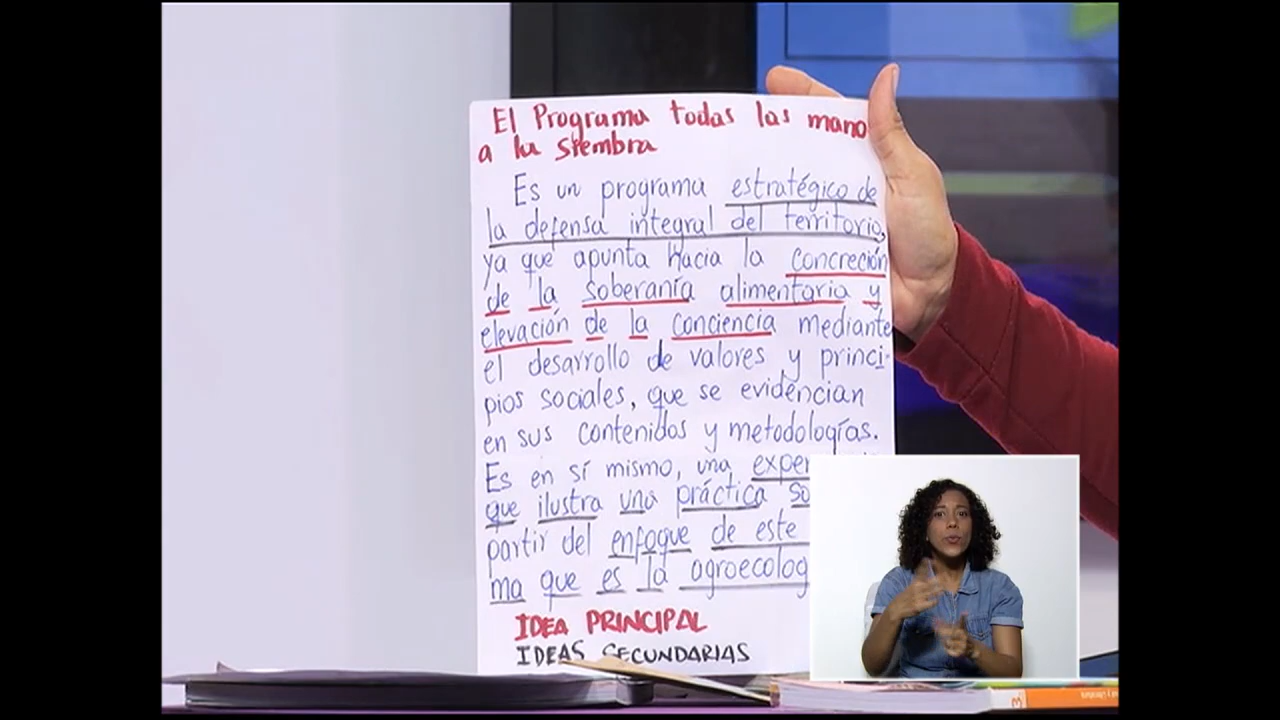 El Programa todas las mano
a la siembra
Es un programa estratégico de
la defensa integral del territorio,
ya que apunta hacia la concreción
de la soberanía alimentaria y
elevación de la conciencia mediante
el desarrollo de valores y princi-
pios sociales, que se evidencian
en sus contenidos y metodologías.
Es en sí mismo, una exper
que ilustra una práctica so
partir del enfoque de este
ma que es la agroecolog
IDEA PRINCIPAL
IDEAS SECUNDARIAS